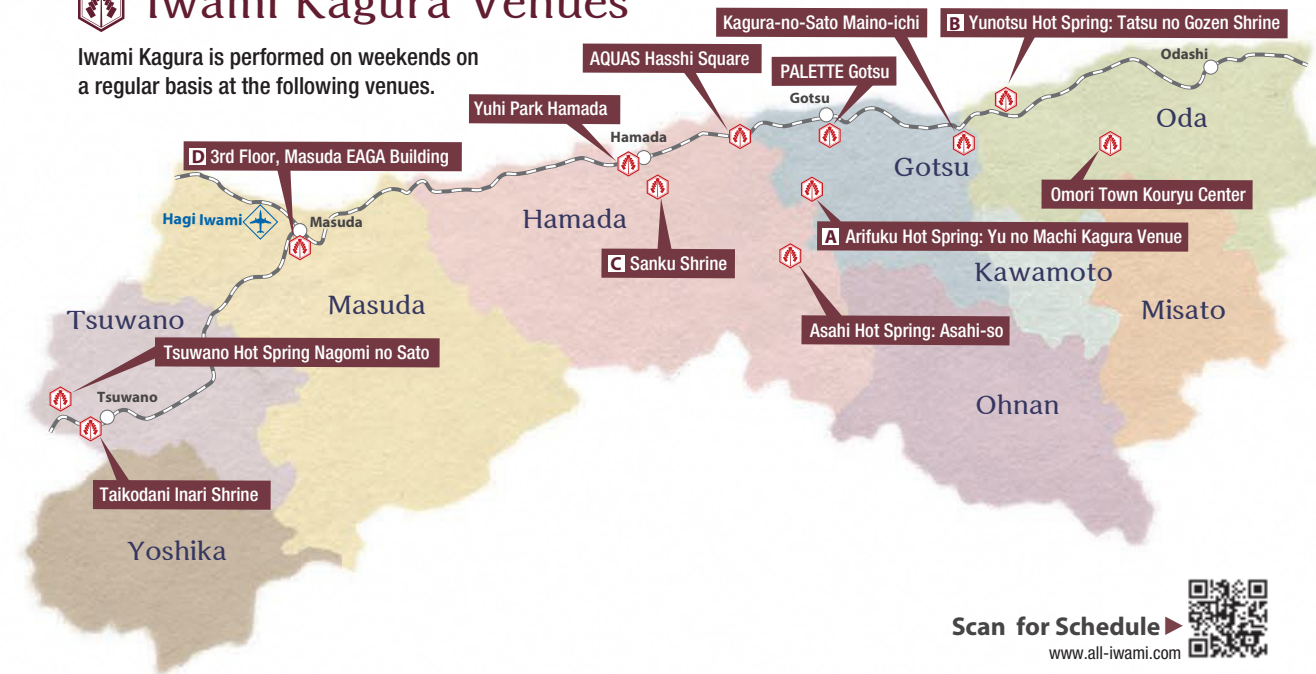 Iwami Kagura Venues
Iwami Kagura is performed on weekends on
a regular basis at the following venues.
Kagura-no-Sato Maino-ichi
B Yunotsu Hot Spring: Tatsu no Gozen Shrine
AQUAS Hasshi Square
PALETTE Gotsu
Odashi
Yuhi Park Hamada
Gotsu
Oda
Hamada
D 3rd Floor, Masuda EAGA Building
Gotsu
Omori Town Kouryu Center
Hagi Iwami
Masuda
Hamada
A Arifuku Hot Spring: Yu no Machi Kagura Venue
C Sanku Shrine
Kawamoto
Masuda
Misato
Tsuwano
Asahi Hot Spring: Asahi-so
Tsuwano Hot Spring Nagomi no Sato
Tsuwano
Ohnan
Taikodani Inari Shrine
Yoshika
Scan for Schedule
www.all-iwami.com